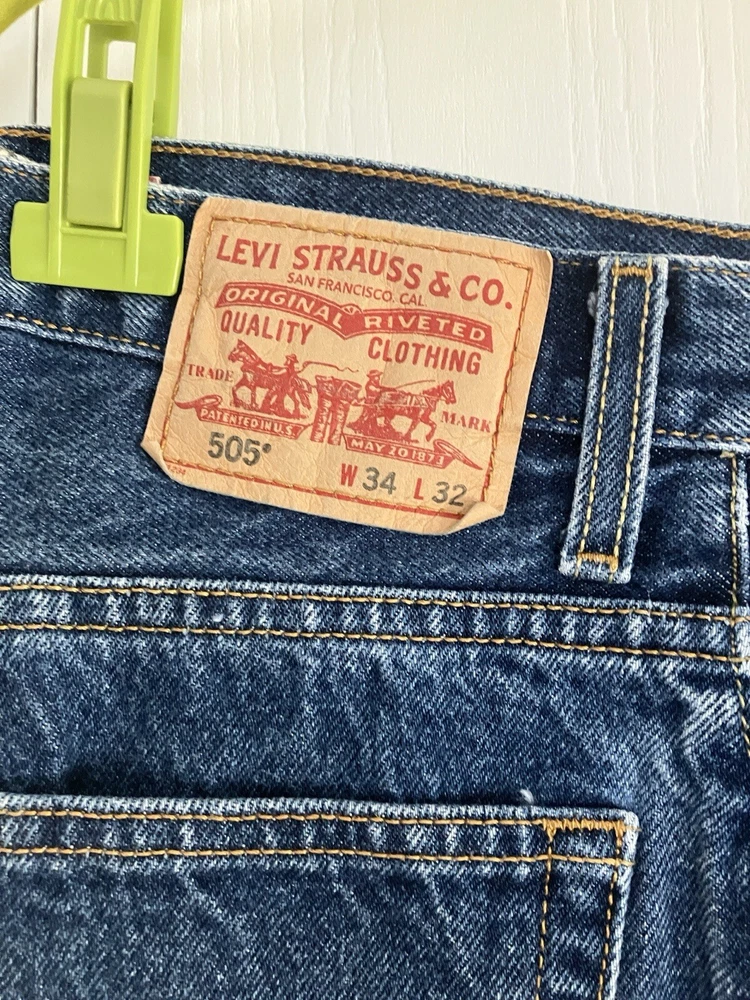 LEVI STRAUSS & CO.
SAN FRANCISCO, CAL.
ORIGINAL RIVETED
QUALITY CLOTHING
TRADE MARK
PATENTED IN U.S.
MAY 20 1873
505®
W 34 L 32